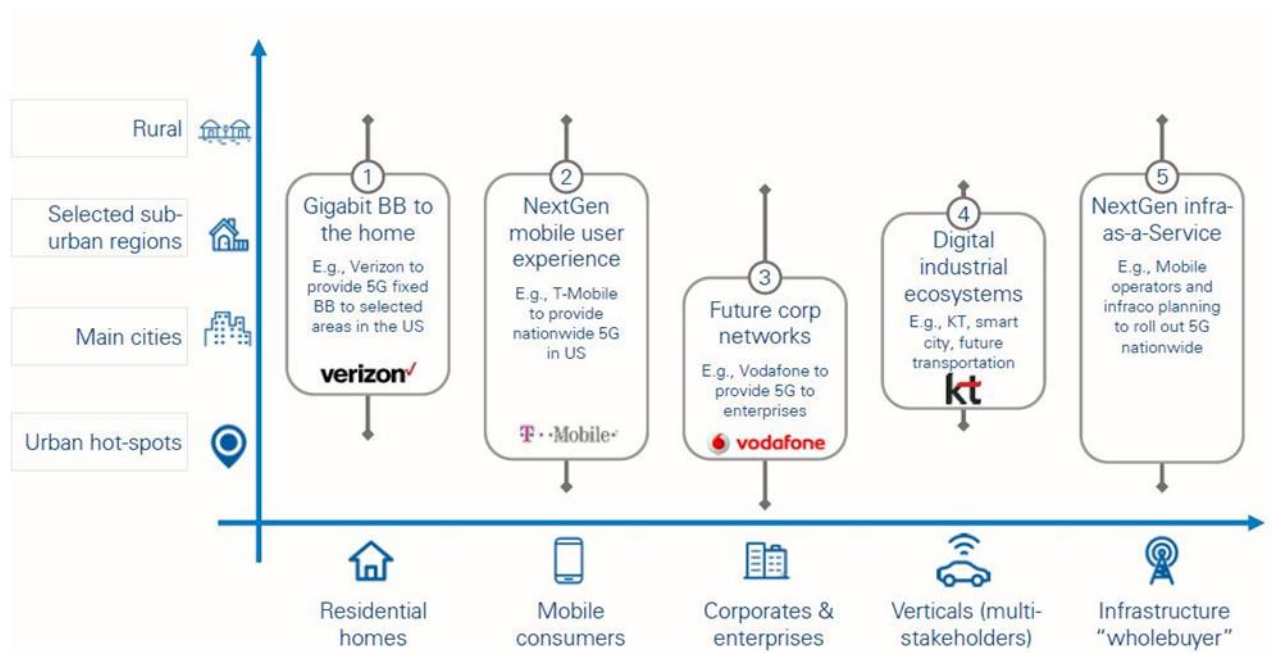 Rural
Selected sub-
urban regions
Main cities
Urban hot-spots
1
Gigabit BB to
the home
E.g., Verizon to
provide 5G fixed
BB to selected
areas in the US
verizon
2
NextGen
mobile user
experience
E.g., T-Mobile
to provide
nationwide 5G
in US
T··Mobile·
3
Future corp
networks
E.g., Vodafone to
provide 5G to
enterprises
vodafone
4
Digital
industrial
ecosystems
E.g., KT, smart
city, future
transportation
kt
5
NextGen infra-
as-a-Service
E.g., Mobile
operators and
infraco planning
to roll out 5G
nationwide
Residential
homes
Mobile
consumers
Corporates &
enterprises
Verticals (multi-
stakeholders)
Infrastructure
“wholebuyer”